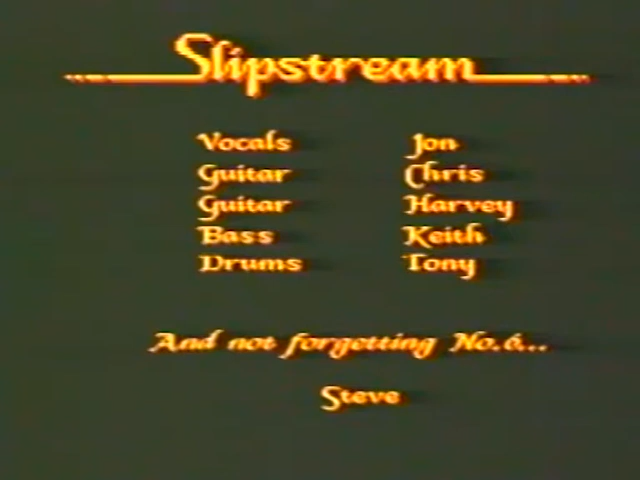 Slipstream
Vocals Jon
Guitar Chris
Guitar Harvey
Bass Keith
Drums Tony
And not forgetting No.6...
Steve